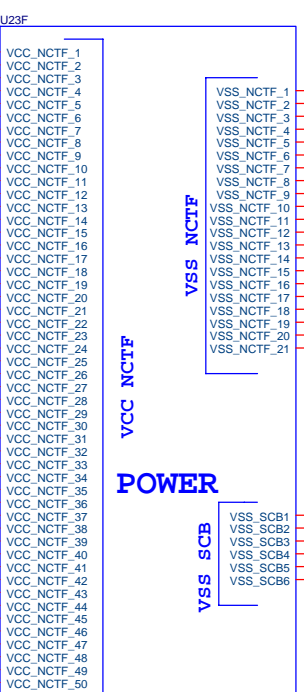 U23F
VCC_NCTF_1
VCC_NCTF_2
VCC_NCTF_3
VCC_NCTF_4
VCC_NCTF_5
VCC_NCTF_6
VCC_NCTF_7
VCC_NCTF_8
VCC_NCTF_9
VCC_NCTF_10
VCC_NCTF_11
VCC_NCTF_12
VCC_NCTF_13
VCC_NCTF_14
VCC_NCTF_15
VCC_NCTF_16
VCC_NCTF_17
VCC_NCTF_18
VCC_NCTF_19
VCC_NCTF_20
VCC_NCTF_21
VCC_NCTF_22
VCC_NCTF_23
VCC_NCTF_24
VCC_NCTF_25
VCC_NCTF_26
VCC_NCTF_27
VCC_NCTF_28
VCC_NCTF_29
VCC_NCTF_30
VCC_NCTF_31
VCC_NCTF_32
VCC_NCTF_33
VCC_NCTF_34
VCC_NCTF_35
VCC_NCTF_36
VCC_NCTF_37
VCC_NCTF_38
VCC_NCTF_39
VCC_NCTF_40
VCC_NCTF_41
VCC_NCTF_42
VCC_NCTF_43
VCC_NCTF_44
VCC_NCTF_45
VCC_NCTF_46
VCC_NCTF_47
VCC_NCTF_48
VCC_NCTF_49
VCC_NCTF_50
VCC NCTF
POWER
VSS NCTF
VSS_NCTF_1
VSS_NCTF_2
VSS_NCTF_3
VSS_NCTF_4
VSS_NCTF_5
VSS_NCTF_6
VSS_NCTF_7
VSS_NCTF_8
VSS_NCTF_9
VSS_NCTF_10
VSS_NCTF_11
VSS_NCTF_12
VSS_NCTF_13
VSS_NCTF_14
VSS_NCTF_15
VSS_NCTF_16
VSS_NCTF_17
VSS_NCTF_18
VSS_NCTF_19
VSS_NCTF_20
VSS_NCTF_21
VSS SCB
VSS_SCB1
VSS_SCB2
VSS_SCB3
VSS_SCB4
VSS_SCB5
VSS_SCB6